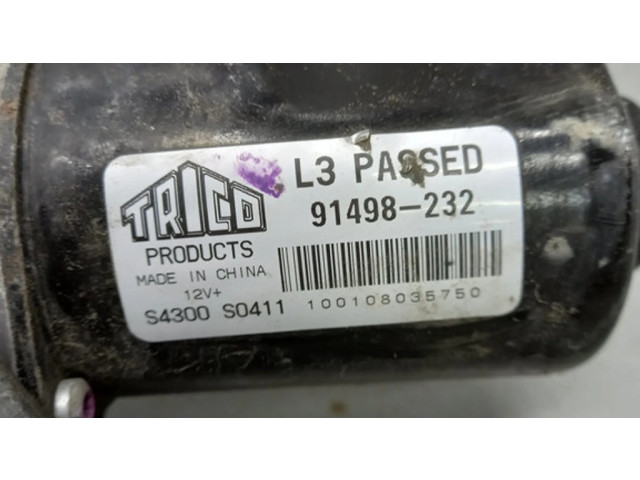 L3 PASSED
TRICO
91498-232
PRODUCTS
MADE IN CHINA
12V+
S4300 S0411
100108035750